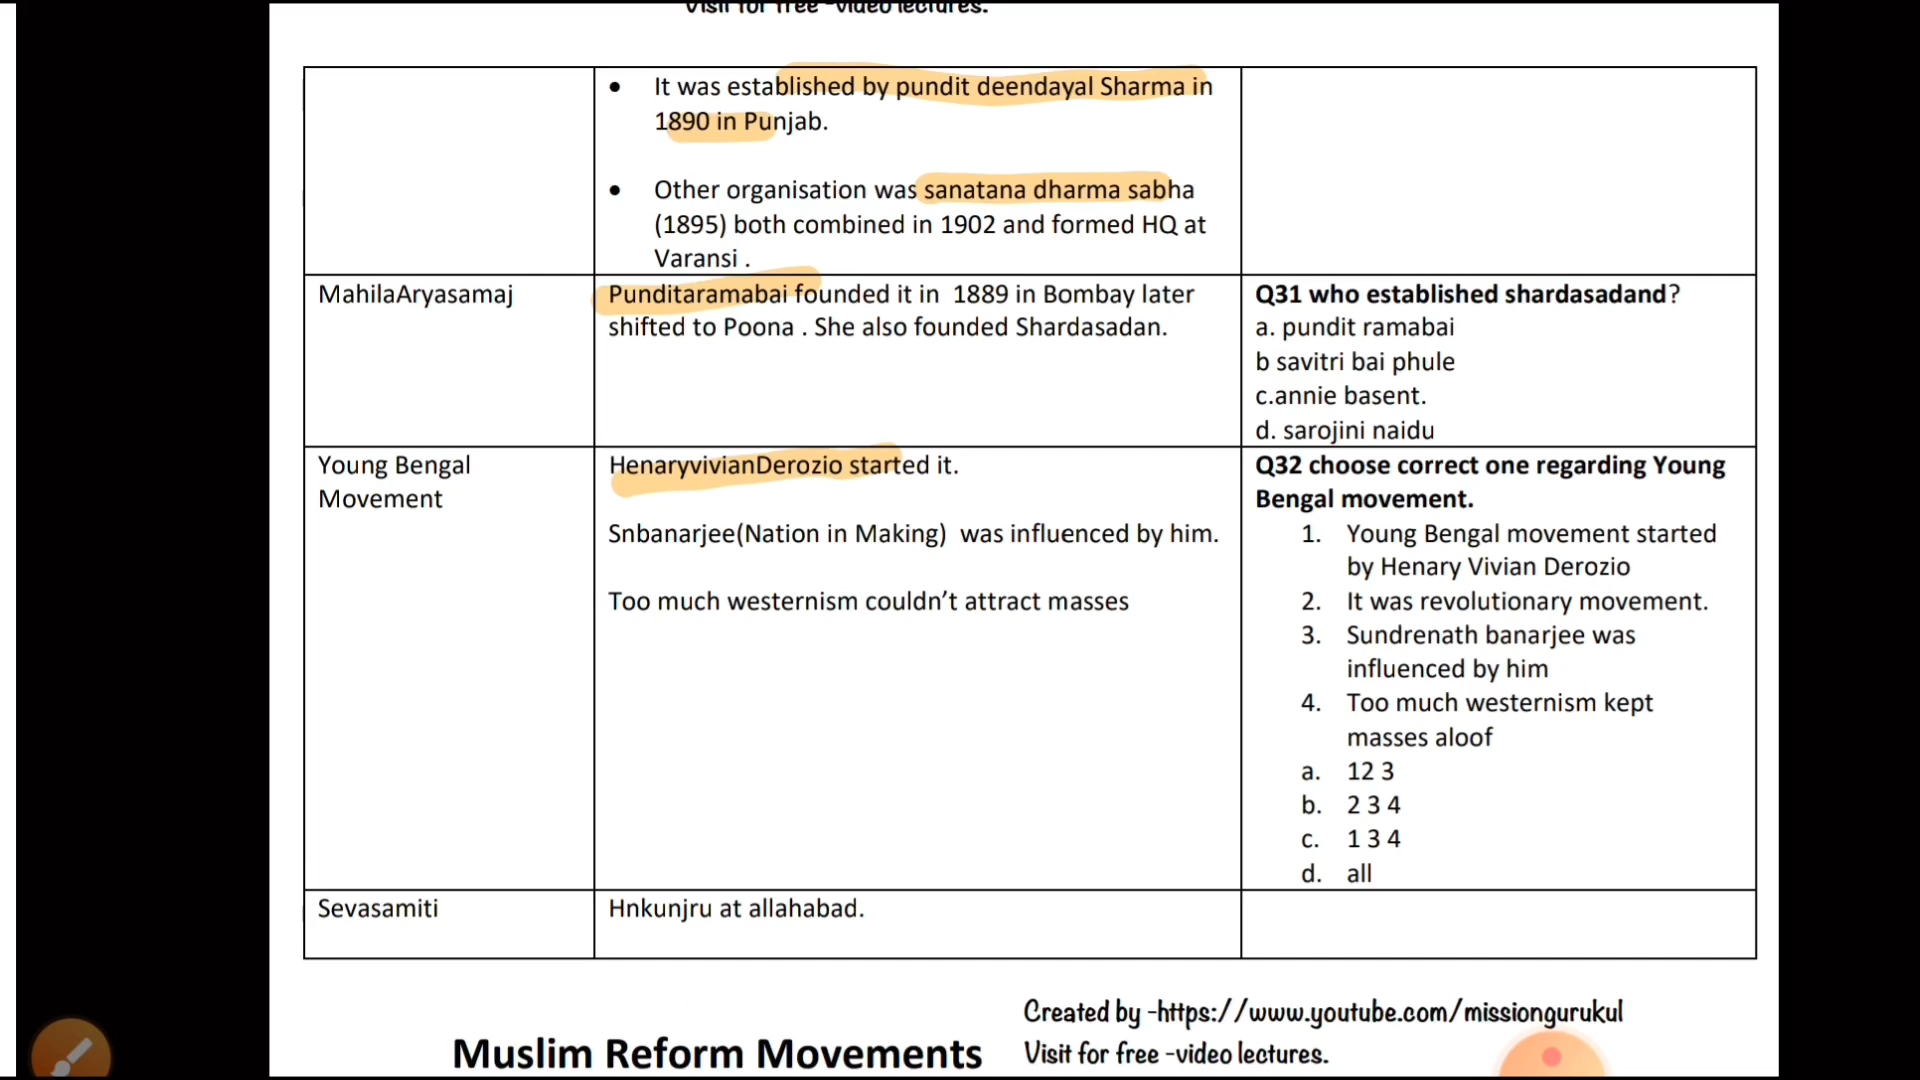 Visit for free -video lectures.
• It was established by pundit deendayal Sharma in
1890 in Punjab.
• Other organisation was sanatana dharma sabha
(1895) both combined in 1902 and formed HQ at
Varansi .
MahilaAryasamaj
Punditaramabai founded it in 1889 in Bombay later
shifted to Poona . She also founded Shardasadan.
Q31 who established shardasadand?
a. pundit ramabai
b savitri bai phule
c.annie basent.
d. sarojini naidu
Young Bengal
Movement
HenaryvivianDerozio started it.
Snbanarjee(Nation in Making) was influenced by him.
Too much westernism couldn’t attract masses
Q32 choose correct one regarding Young
Bengal movement.
1. Young Bengal movement started
by Henary Vivian Derozio
2. It was revolutionary movement.
3. Sundrenath banarjee was
influenced by him
4. Too much westernism kept
masses aloof
a. 12 3
b. 2 3 4
c. 1 3 4
d. all
Sevasamiti
Hnkunjru at allahabad.
Created by -https://www.youtube.com/missiongurukul
Muslim Reform Movements
Visit for free -video lectures.